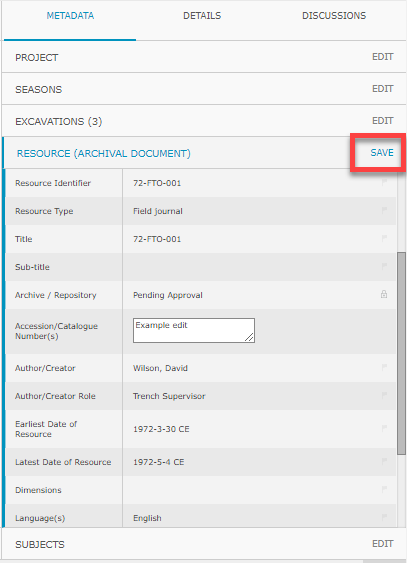 METADATA DETAILS DISCUSSIONS
PROJECT EDIT
SEASONS EDIT
EXCAVATIONS (3) EDIT
RESOURCE (ARCHIVAL DOCUMENT) SAVE
Resource Identifier 72-FTO-001
Resource Type Field journal
Title 72-FTO-001
Sub-title
Archive / Repository Pending Approval
Accession/Catalogue
Number(s) Example edit
Author/Creator Wilson, David
Author/Creator Role Trench Supervisor
Earliest Date of
Resource 1972-3-30 CE
Latest Date of Resource 1972-5-4 CE
Dimensions
Language(s) English
SUBJECTS EDIT